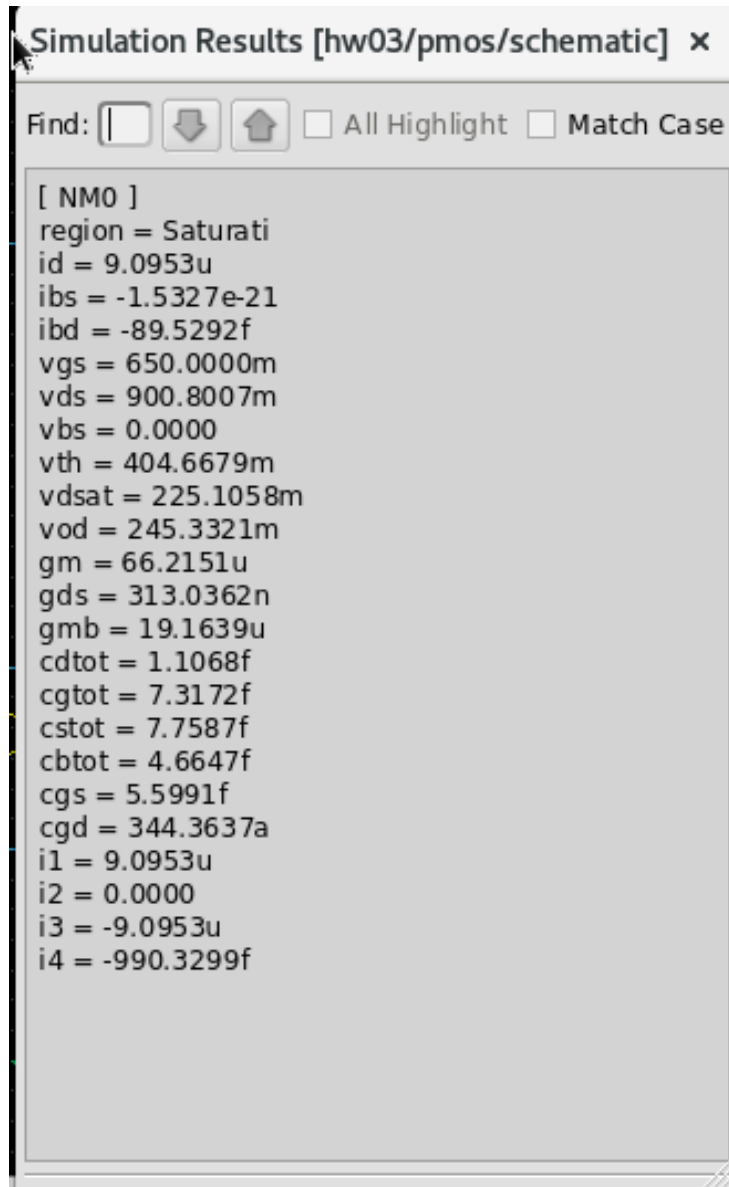 Simulation Results [hw03/pmos/schematic] ×
Find: All Highlight Match Case
[ NM0 ]
region = Saturati
id = 9.0953u
ibs = -1.5327e-21
ibd = -89.5292f
vgs = 650.0000m
vds = 900.8007m
vbs = 0.0000
vth = 404.6679m
vdsat = 225.1058m
vod = 245.3321m
gm = 66.2151u
gds = 313.0362n
gmb = 19.1639u
cdtot = 1.1068f
cgtot = 7.3172f
cstot = 7.7587f
cbtot = 4.6647f
cgs = 5.5991f
cgd = 344.3637a
i1 = 9.0953u
i2 = 0.0000
i3 = -9.0953u
i4 = -990.3299f